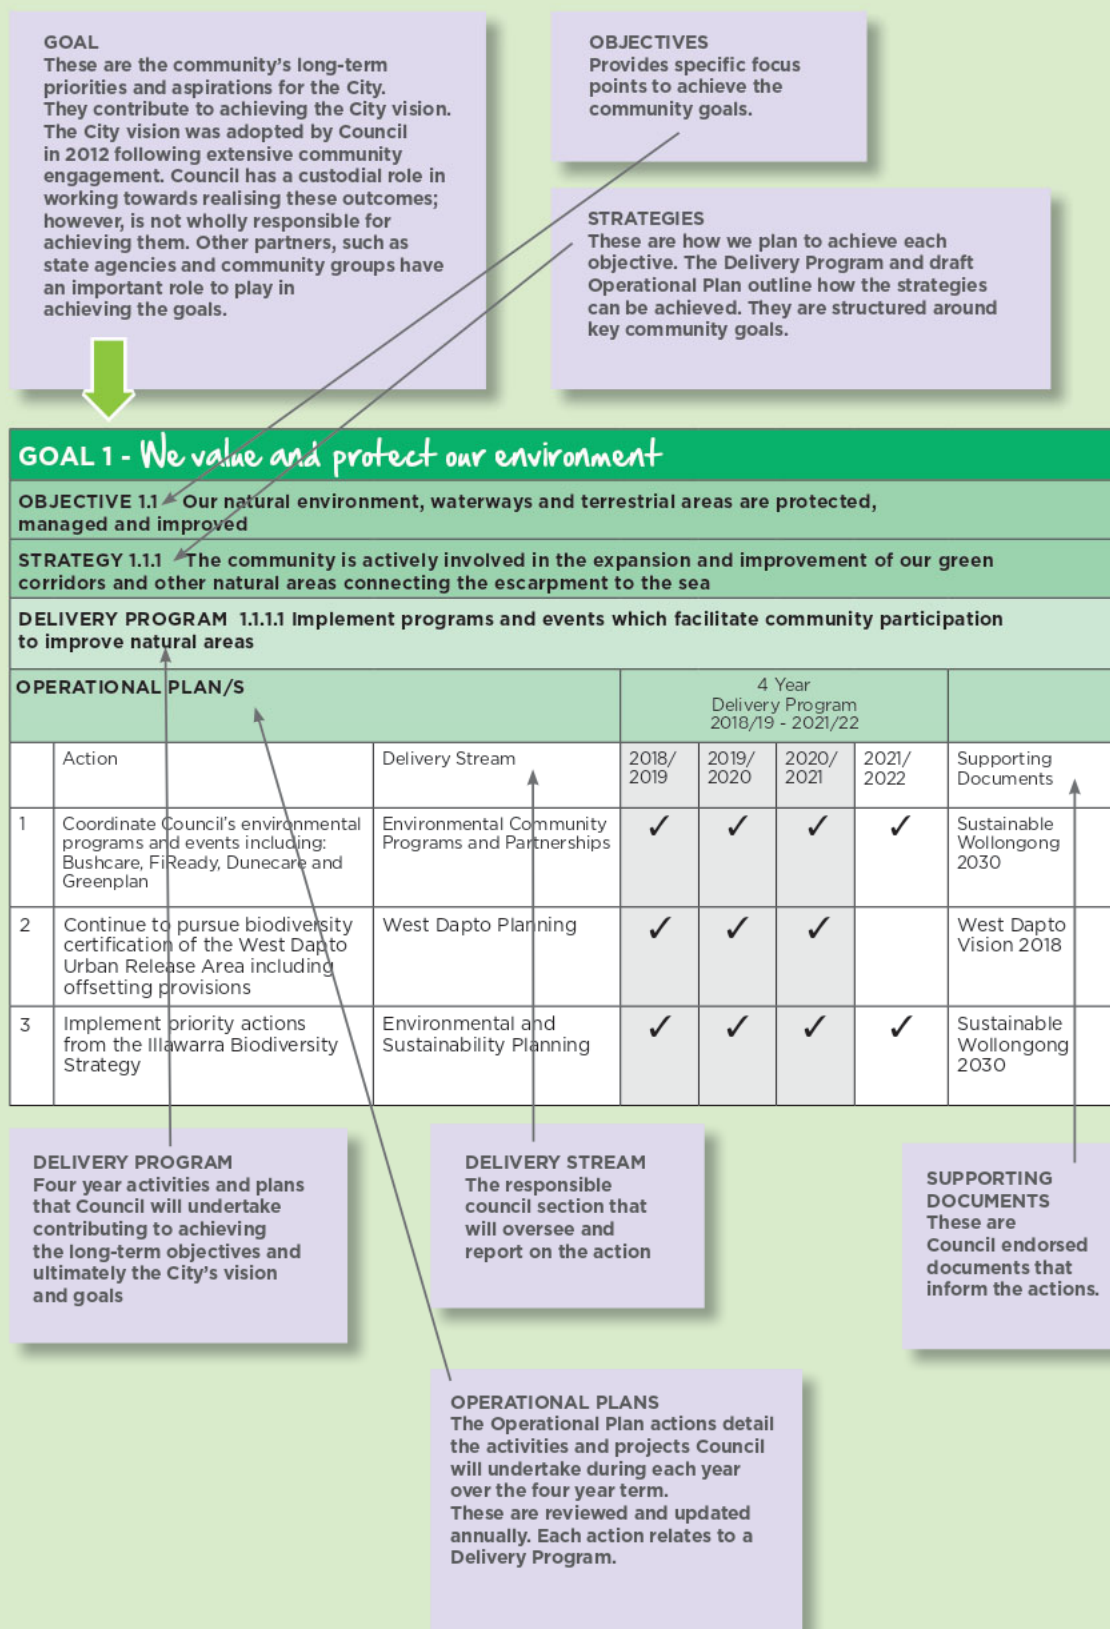 GOAL
These are the community's long-term
priorities and aspirations for the City.
They contribute to achieving the City vision.
The City vision was adopted by Council
in 2012 following extensive community
engagement. Council has a custodial role in
working towards realising these outcomes;
however, is not wholly responsible for
achieving them. Other partners, such as
state agencies and community groups have
an important role to play in
achieving the goals.
OBJECTIVES
Provides specific focus
points to achieve the
community goals.
STRATEGIES
These are how we plan to achieve each
objective. The Delivery Program and draft
Operational Plan outline how the strategies
can be achieved. They are structured around
key community goals.
GOAL 1 - We value and protect our environment
OBJECTIVE 1.1 Our natural environment, waterways and terrestrial areas are protected,
managed and improved
STRATEGY 1.1.1 The community is actively involved in the expansion and improvement of our green
corridors and other natural areas connecting the escarpment to the sea
DELIVERY PROGRAM 1.1.1.1 Implement programs and events which facilitate community participation
to improve natural areas
OPERATIONAL PLAN/S
4 Year
Delivery Program
2018/19 - 2021/22
Action
Delivery Stream
2018/
2019
2019/
2020
2020/
2021
2021/
2022
Supporting
Documents
1
Coordinate Council's environmental
programs and events including:
Bushcare, FiReady, Dunecare and
Greenplan
Environmental Community
Programs and Partnerships
✓ ✓ ✓ ✓
Sustainable
Wollongong
2030
2
Continue to pursue biodiversity
certification of the West Dapto
Urban Release Area including
offsetting provisions
West Dapto Planning
✓ ✓ ✓
West Dapto
Vision 2018
3
Implement priority actions
from the Illawarra Biodiversity
Strategy
Environmental and
Sustainability Planning
✓ ✓ ✓ ✓
Sustainable
Wollongong
2030
DELIVERY PROGRAM
Four year activities and plans
that Council will undertake
contributing to achieving
the long-term objectives and
ultimately the City's vision
and goals
DELIVERY STREAM
The responsible
council section that
will oversee and
report on the action
SUPPORTING
DOCUMENTS
These are
Council endorsed
documents that
inform the actions.
OPERATIONAL PLANS
The Operational Plan actions detail
the activities and projects Council
will undertake during each year
over the four year term.
These are reviewed and updated
annually. Each action relates to a
Delivery Program.